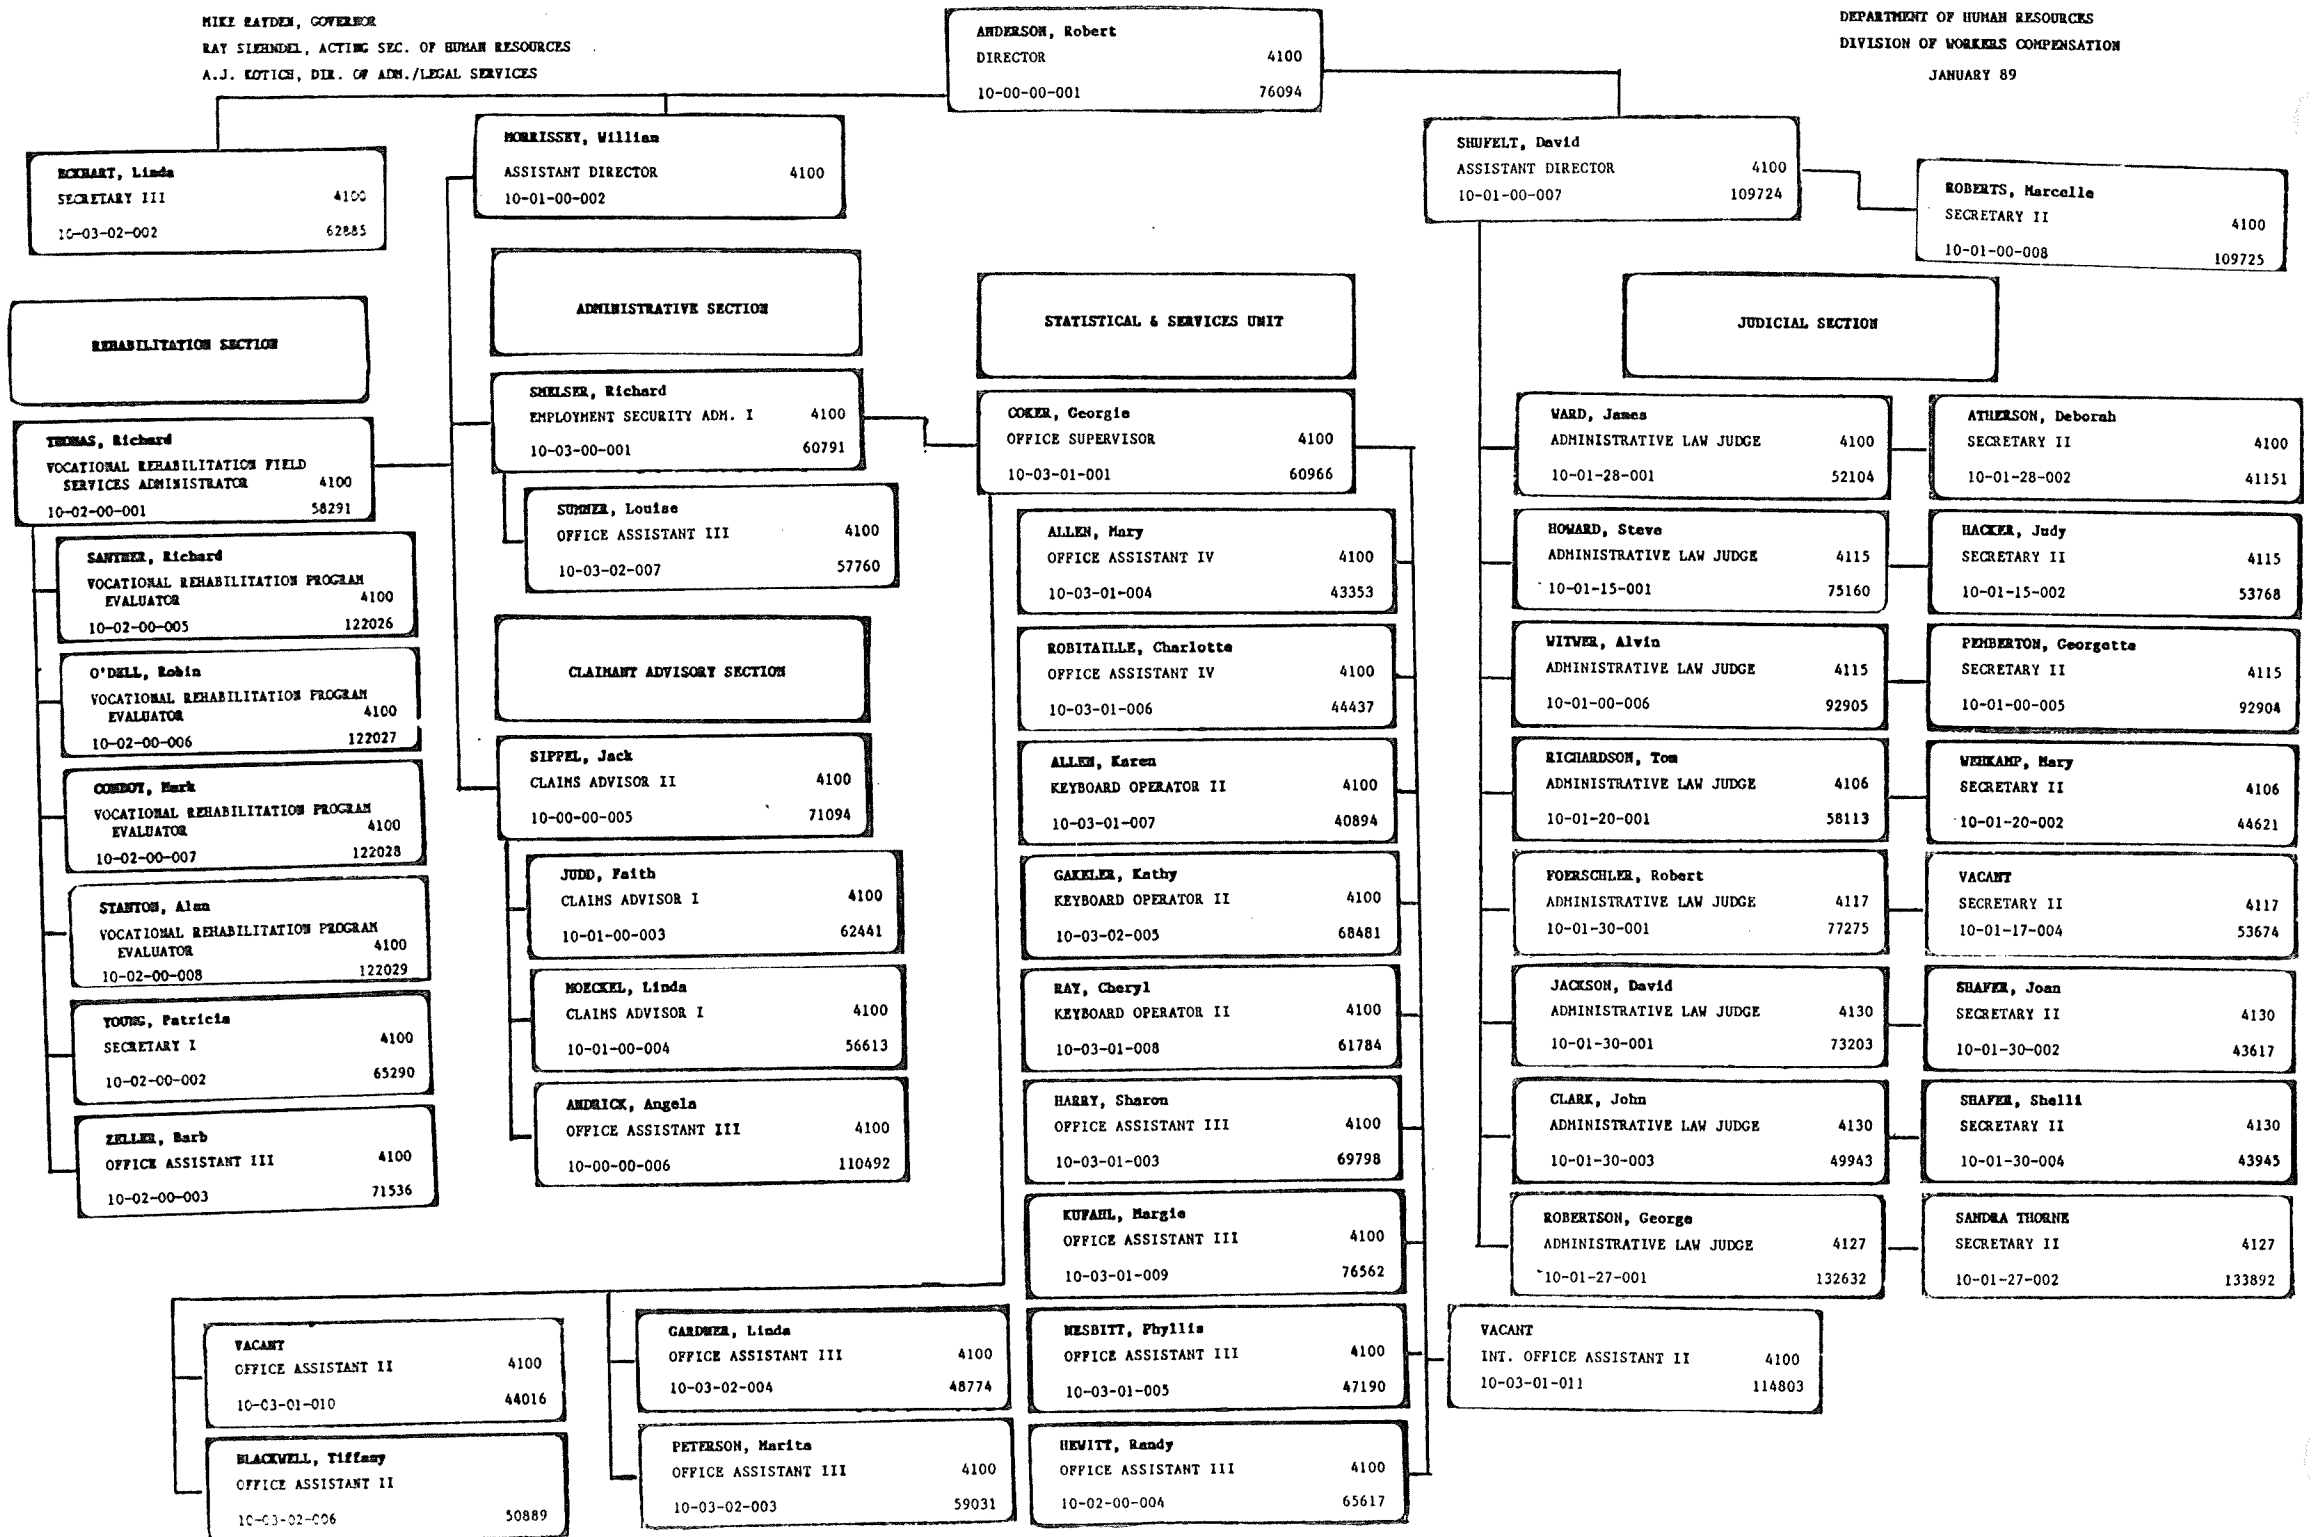 MIKE HAYDEN, GOVERNOR
RAY SIEHNDEL, ACTING SEC. OF HUMAN RESOURCES
A.J. KOTICH, DIR. OF ADM./LEGAL SERVICES
DEPARTMENT OF HUMAN RESOURCES
DIVISION OF WORKERS COMPENSATION
JANUARY 89
ANDERSON, Robert
DIRECTOR 4100
10-00-00-001 76094
ECKHART, Linda
SECRETARY III 4100
10-03-02-002 62885
MORRISSEY, William
ASSISTANT DIRECTOR 4100
10-01-00-002
SHUFELT, David
ASSISTANT DIRECTOR 4100
10-01-00-007 109724
ROBERTS, Marcelle
SECRETARY II 4100
10-01-00-008 109725
REHABILITATION SECTION
THOMAS, Richard
VOCATIONAL REHABILITATION FIELD
SERVICES ADMINISTRATOR 4100
10-02-00-001 58291
SANTNER, Richard
VOCATIONAL REHABILITATION PROGRAM
EVALUATOR 4100
10-02-00-005 122026
O'DELL, Robin
VOCATIONAL REHABILITATION PROGRAM
EVALUATOR 4100
10-02-00-006 122027
CONBOY, Mark
VOCATIONAL REHABILITATION PROGRAM
EVALUATOR 4100
10-02-00-007 122028
STANTON, Alan
VOCATIONAL REHABILITATION PROGRAM
EVALUATOR 4100
10-02-00-008 122029
YOUNG, Patricia
SECRETARY I 4100
10-02-00-002 65290
ZELLER, Barb
OFFICE ASSISTANT III 4100
10-02-00-003 71536
ADMINISTRATIVE SECTION
SMELSER, Richard
EMPLOYMENT SECURITY ADM. I 4100
10-03-00-001 60791
SUMNER, Louise
OFFICE ASSISTANT III 4100
10-03-02-007 57760
CLAIMANT ADVISORY SECTION
SIPPEL, Jack
CLAIMS ADVISOR II 4100
10-00-00-005 71094
JUDD, Faith
CLAIMS ADVISOR I 4100
10-01-00-003 62441
MOECKEL, Linda
CLAIMS ADVISOR I 4100
10-01-00-004 56613
ANDRICK, Angela
OFFICE ASSISTANT III 4100
10-00-00-006 110492
STATISTICAL & SERVICES UNIT
COKER, Georgie
OFFICE SUPERVISOR 4100
10-03-01-001 60966
ALLEN, Mary
OFFICE ASSISTANT IV 4100
10-03-01-004 43353
ROBITAILLE, Charlotte
OFFICE ASSISTANT IV 4100
10-03-01-006 44437
ALLEN, Karen
KEYBOARD OPERATOR II 4100
10-03-01-007 40894
GAKELER, Kathy
KEYBOARD OPERATOR II 4100
10-03-02-005 68481
RAY, Cheryl
KEYBOARD OPERATOR II 4100
10-03-01-008 61784
HARRY, Sharon
OFFICE ASSISTANT III 4100
10-03-01-003 69798
KUFAHL, Margie
OFFICE ASSISTANT III 4100
10-03-01-009 76562
NESBITT, Phyllis
OFFICE ASSISTANT III 4100
10-03-01-005 47190
HEWITT, Randy
OFFICE ASSISTANT III 4100
10-02-00-004 65617
VACANT
OFFICE ASSISTANT II 4100
10-03-01-010 44016
BLACKWELL, Tiffany
OFFICE ASSISTANT II
10-03-02-006 50889
GARDNER, Linda
OFFICE ASSISTANT III 4100
10-03-02-004 48774
PETERSON, Marita
OFFICE ASSISTANT III 4100
10-03-02-003 59031
VACANT
INT. OFFICE ASSISTANT II 4100
10-03-01-011 114803
JUDICIAL SECTION
WARD, James
ADMINISTRATIVE LAW JUDGE 4100
10-01-28-001 52104
ATHERSON, Deborah
SECRETARY II 4100
10-01-28-002 41151
HOWARD, Steve
ADMINISTRATIVE LAW JUDGE 4115
10-01-15-001 75160
HACKER, Judy
SECRETARY II 4115
10-01-15-002 53768
WITWER, Alvin
ADMINISTRATIVE LAW JUDGE 4115
10-01-00-006 92905
PEMBERTON, Georgetta
SECRETARY II 4115
10-01-00-005 92904
RICHARDSON, Tom
ADMINISTRATIVE LAW JUDGE 4106
10-01-20-001 58113
WEHKAMP, Mary
SECRETARY II 4106
10-01-20-002 44621
FOERSCHLER, Robert
ADMINISTRATIVE LAW JUDGE 4117
10-01-30-001 77275
VACANT
SECRETARY II 4117
10-01-17-004 53674
JACKSON, David
ADMINISTRATIVE LAW JUDGE 4130
10-01-30-001 73203
SHAFER, Joan
SECRETARY II 4130
10-01-30-002 43617
CLARK, John
ADMINISTRATIVE LAW JUDGE 4130
10-01-30-003 49943
SHAFER, Shelli
SECRETARY II 4130
10-01-30-004 43945
ROBERTSON, George
ADMINISTRATIVE LAW JUDGE 4127
10-01-27-001 132632
SANDRA THORNE
SECRETARY II 4127
10-01-27-002 133892